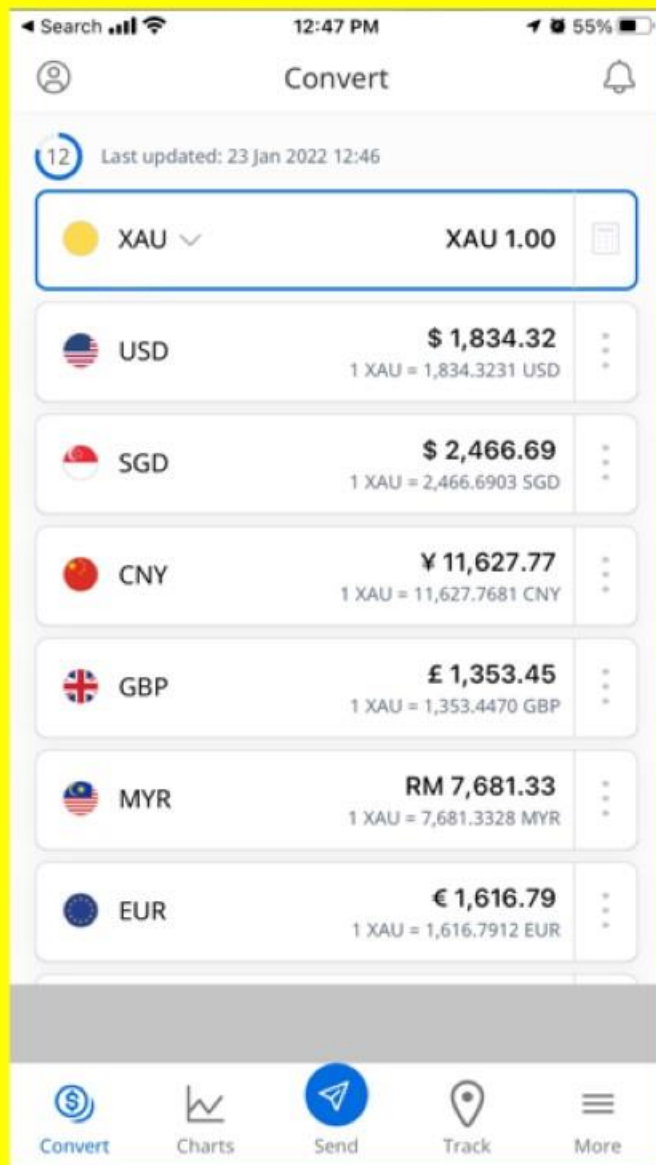 Search 12:47 PM 55%
Convert
12 Last updated: 23 Jan 2022 12:46
XAU XAU 1.00
USD $ 1,834.32
1 XAU = 1,834.3231 USD
SGD $ 2,466.69
1 XAU = 2,466.6903 SGD
CNY ¥ 11,627.77
1 XAU = 11,627.7681 CNY
GBP £ 1,353.45
1 XAU = 1,353.4470 GBP
MYR RM 7,681.33
1 XAU = 7,681.3328 MYR
EUR € 1,616.79
1 XAU = 1,616.7912 EUR
Convert Charts Send Track More